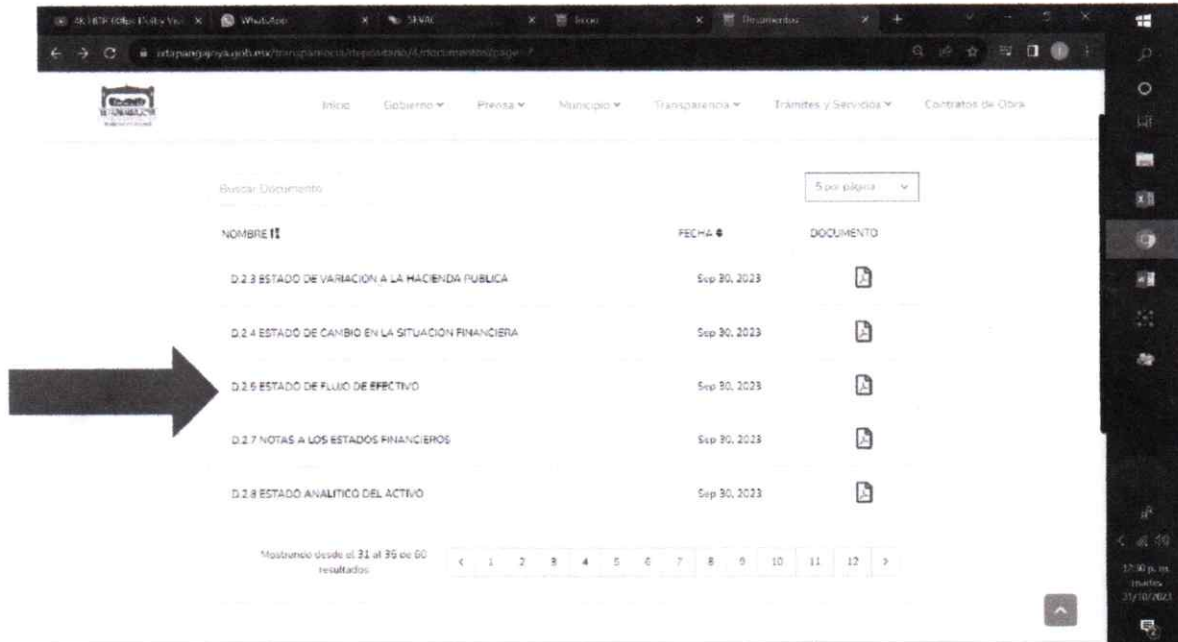 WhatsApp
SEVAC
Inicio
Documentos
ixtapangajoya.gob.mx/transparencia/
Inicio
Gobierno
Prensa
Municipio
Transparencia
Trámites y Servicios
Contratos de Obra
Buscar Documento
5 por página
NOMBRE FECHA DOCUMENTO
D.2.3 ESTADO DE VARIACION A LA HACIENDA PUBLICA Sep 30, 2023
D.2.4 ESTADO DE CAMBIO EN LA SITUACION FINANCIERA Sep 30, 2023
D.2.5 ESTADO DE FLUJO DE EFECTIVO Sep 30, 2023
D.2.7 NOTAS A LOS ESTADOS FINANCIEROS Sep 30, 2023
D.2.8 ESTADO ANALITICO DEL ACTIVO Sep 30, 2023
Mostrando desde el 31 al 36 de 60
resultados
< 1 2 3 4 5 6 7 8 9 10 11 12 >
12:30 p. m.
martes
31/10/2023